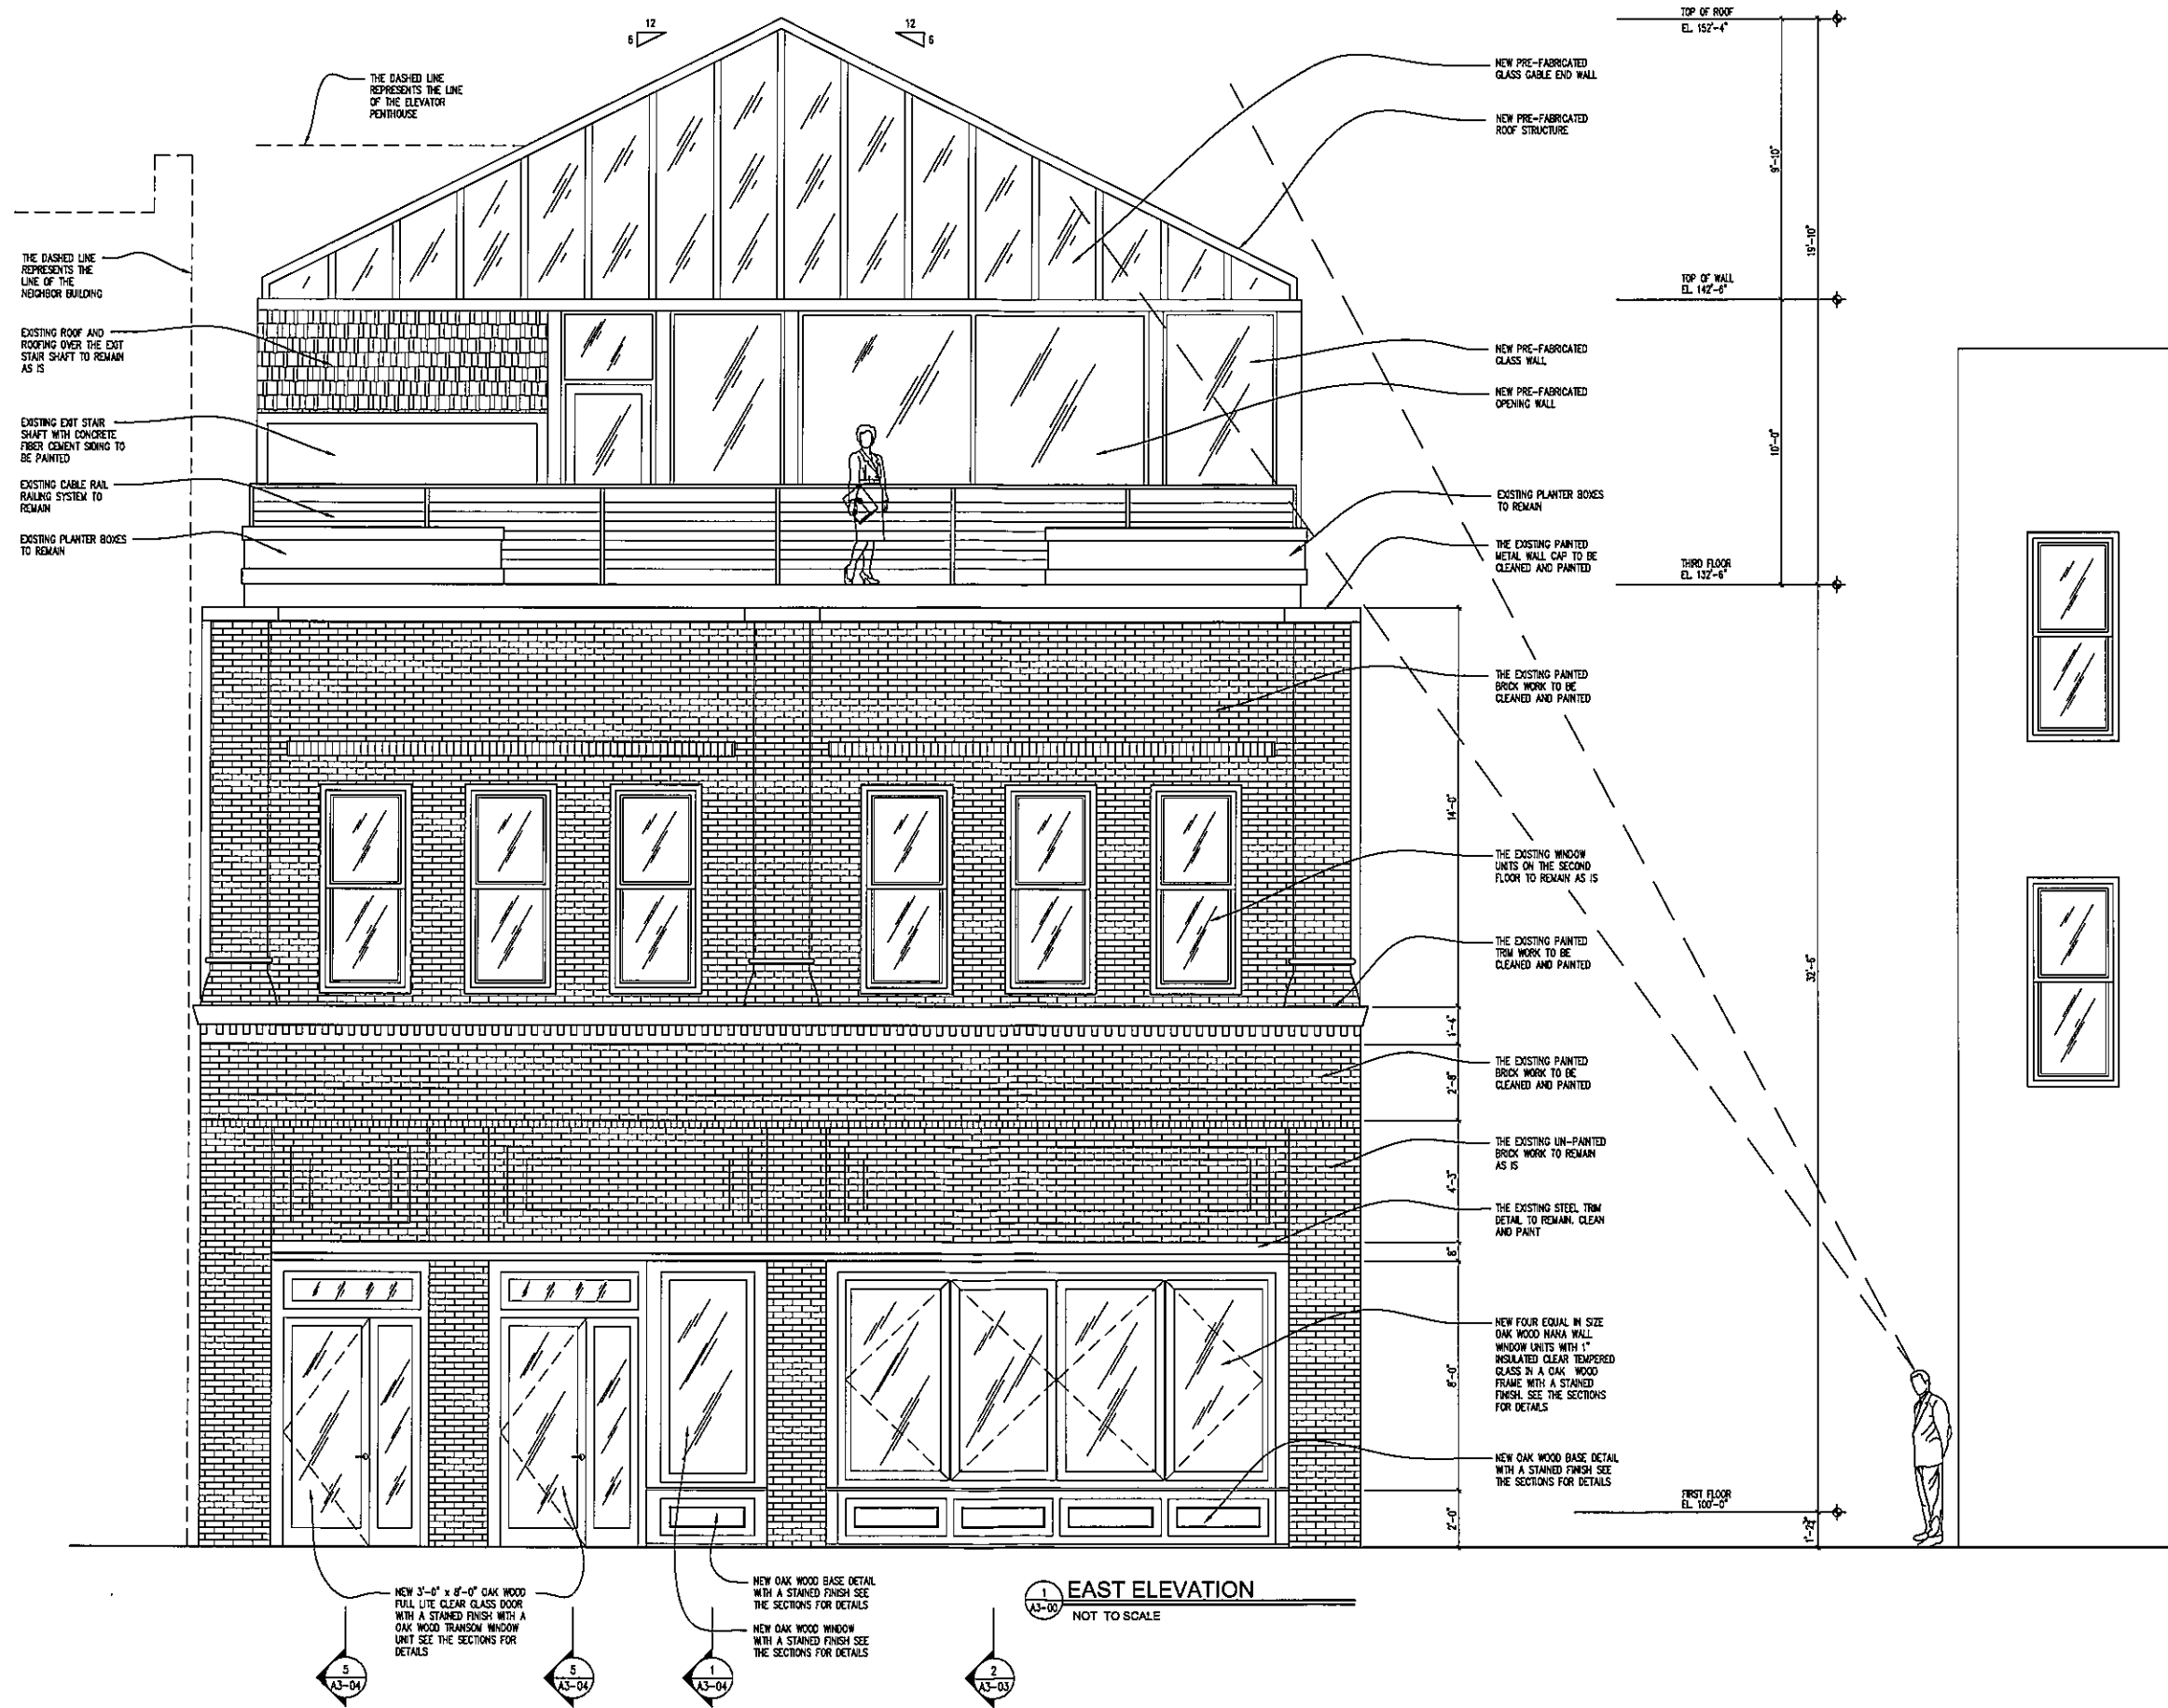 12
6
12
6
TOP OF ROOF
EL. 152'-4"
THE DASHED LINE
REPRESENTS THE LINE
OF THE ELEVATOR
PENTHOUSE
NEW PRE-FABRICATED
GLASS GABLE END WALL
NEW PRE-FABRICATED
ROOF STRUCTURE
9'-10"
19'-10"
THE DASHED LINE
REPRESENTS THE
LINE OF THE
NEIGHBOR BUILDING
TOP OF WALL
EL. 142'-6"
EXISTING ROOF AND
ROOFING OVER THE EXIT
STAIR SHAFT TO REMAIN
AS IS
NEW PRE-FABRICATED
GLASS WALL
NEW PRE-FABRICATED
OPENING WALL
10'-0"
EXISTING EXIT STAIR
SHAFT WITH CONCRETE
FIBER CEMENT SIDING TO
BE PAINTED
EXISTING CABLE RAIL
RAILING SYSTEM TO
REMAIN
EXISTING PLANTER BOXES
TO REMAIN
EXISTING PLANTER BOXES
TO REMAIN
THE EXISTING PAINTED
METAL WALL CAP TO BE
CLEANED AND PAINTED
THIRD FLOOR
EL. 132'-6"
THE EXISTING PAINTED
BRICK WORK TO BE
CLEANED AND PAINTED
14'-0"
THE EXISTING WINDOW
UNITS ON THE SECOND
FLOOR TO REMAIN AS IS
THE EXISTING PAINTED
TRIM WORK TO BE
CLEANED AND PAINTED
32'-6"
1'-4"
THE EXISTING PAINTED
BRICK WORK TO BE
CLEANED AND PAINTED
2'-8"
THE EXISTING UN-PAINTED
BRICK WORK TO REMAIN
AS IS
4'-3"
THE EXISTING STEEL TRIM
DETAIL TO REMAIN, CLEAN
AND PAINT
8"
NEW FOUR EQUAL IN SIZE
OAK WOOD NANA WALL
WINDOW UNITS WITH 1"
INSULATED CLEAR TEMPERED
GLASS IN A OAK WOOD
FRAME WITH A STAINED
FINISH. SEE THE SECTIONS
FOR DETAILS
8'-0"
NEW OAK WOOD BASE DETAIL
WITH A STAINED FINISH SEE
THE SECTIONS FOR DETAILS
FIRST FLOOR
EL. 100'-0"
2'-0"
NEW 3'-0" x 8'-0" OAK WOOD
FULL LITE CLEAR GLASS DOOR
WITH A STAINED FINISH WITH A
OAK WOOD TRANSOM WINDOW
UNIT SEE THE SECTIONS FOR
DETAILS
NEW OAK WOOD BASE DETAIL
WITH A STAINED FINISH SEE
THE SECTIONS FOR DETAILS
NEW OAK WOOD WINDOW
WITH A STAINED FINISH SEE
THE SECTIONS FOR DETAILS
1
A3-00
EAST ELEVATION
NOT TO SCALE
5
A3-04
5
A3-04
1
A3-04
2
A3-03